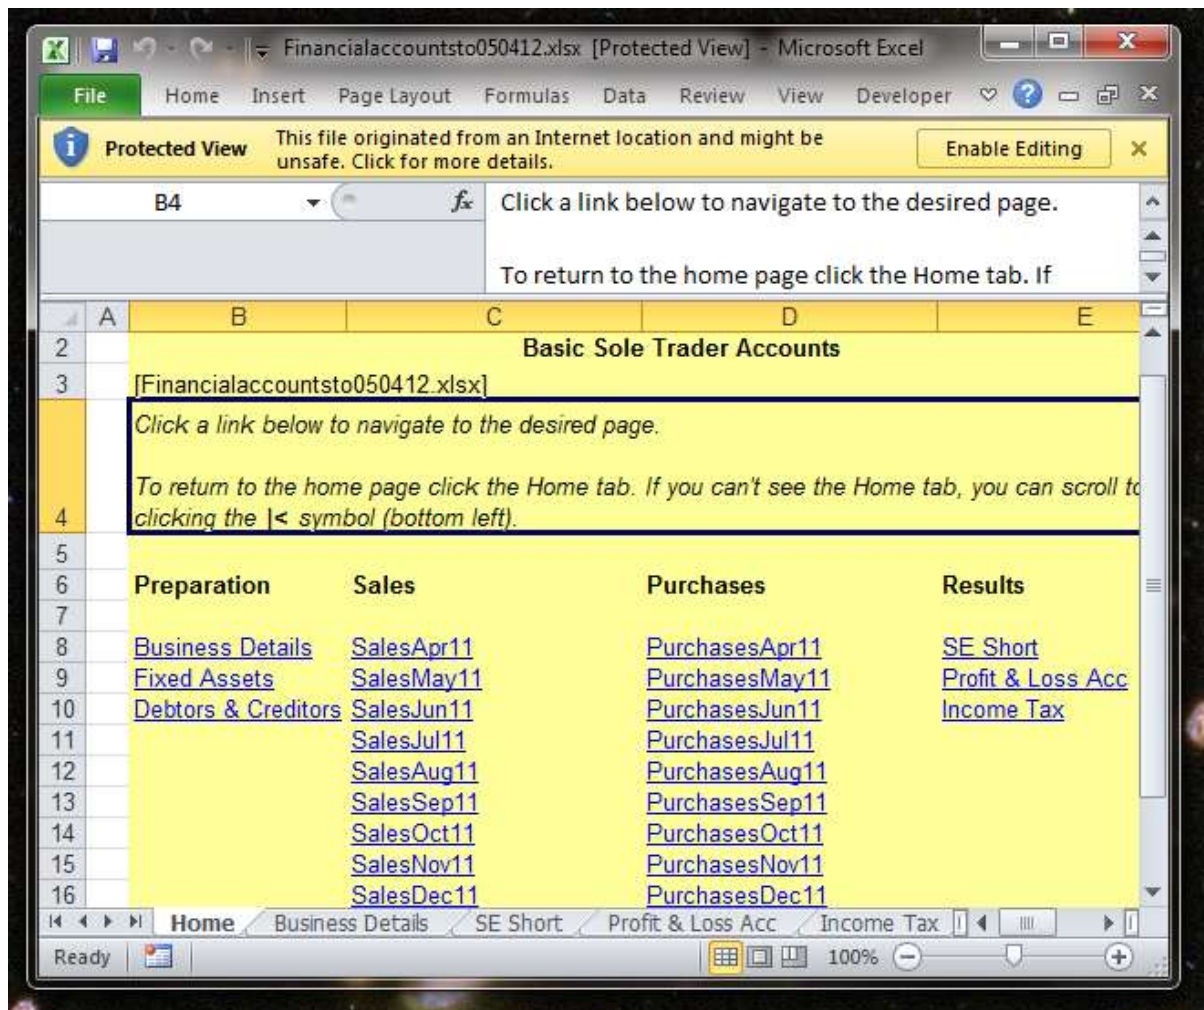 Financialaccountsto050412.xlsx [Protected View] - Microsoft Excel
File Home Insert Page Layout Formulas Data Review View Developer
Protected View This file originated from an Internet location and might be unsafe. Click for more details. Enable Editing
B4 fx Click a link below to navigate to the desired page.
To return to the home page click the Home tab. If
A B C D E
2 Basic Sole Trader Accounts
3 [Financialaccountsto050412.xlsx]
Click a link below to navigate to the desired page.
To return to the home page click the Home tab. If you can't see the Home tab, you can scroll to
4 clicking the |< symbol (bottom left).
5
6 Preparation Sales Purchases Results
7
8 Business Details SalesApr11 PurchasesApr11 SE Short
9 Fixed Assets SalesMay11 PurchasesMay11 Profit & Loss Acc
10 Debtors & Creditors SalesJun11 PurchasesJun11 Income Tax
11 SalesJul11 PurchasesJul11
12 SalesAug11 PurchasesAug11
13 SalesSep11 PurchasesSep11
14 SalesOct11 PurchasesOct11
15 SalesNov11 PurchasesNov11
16 SalesDec11 PurchasesDec11
Home Business Details SE Short Profit & Loss Acc Income Tax
Ready 100%